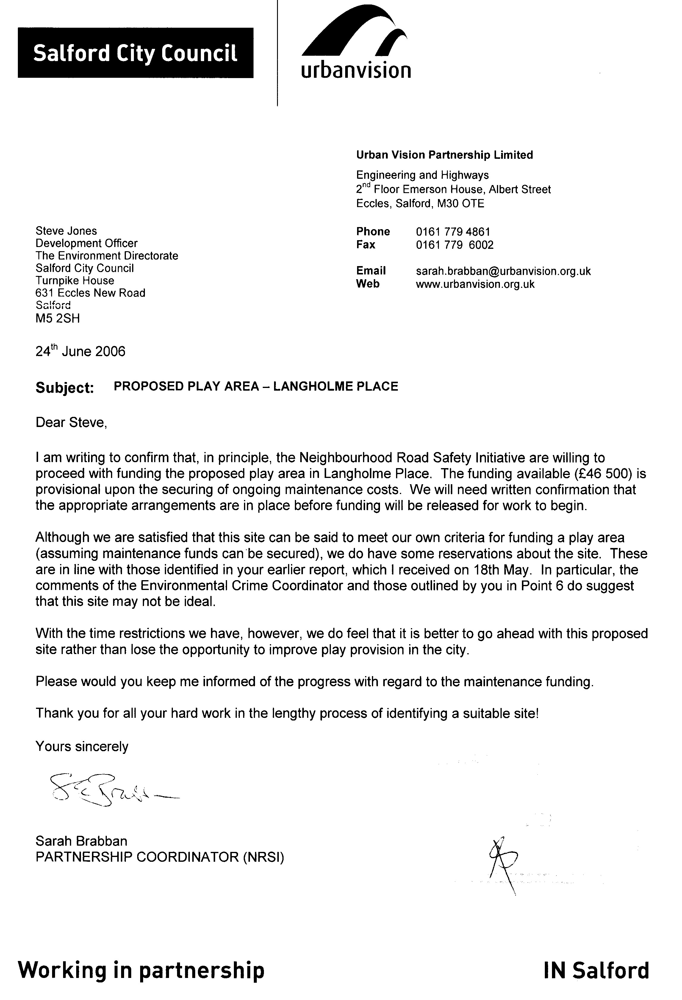 Salford City Council
urbanvision
Urban Vision Partnership Limited
Engineering and Highways
2nd Floor Emerson House, Albert Street
Eccles, Salford, M30 OTE
Steve Jones
Development Officer
The Environment Directorate
Salford City Council
Turnpike House
631 Eccles New Road
Salford
M5 2SH
Phone 0161 779 4861
Fax 0161 779 6002
Email sarah.brabban@urbanvision.org.uk
Web www.urbanvision.org.uk
24th June 2006
Subject: PROPOSED PLAY AREA – LANGHOLME PLACE
Dear Steve,
I am writing to confirm that, in principle, the Neighbourhood Road Safety Initiative are willing to
proceed with funding the proposed play area in Langholme Place. The funding available (£46 500) is
provisional upon the securing of ongoing maintenance costs. We will need written confirmation that
the appropriate arrangements are in place before funding will be released for work to begin.
Although we are satisfied that this site can be said to meet our own criteria for funding a play area
(assuming maintenance funds can be secured), we do have some reservations about the site. These
are in line with those identified in your earlier report, which I received on 18th May. In particular, the
comments of the Environmental Crime Coordinator and those outlined by you in Point 6 do suggest
that this site may not be ideal.
With the time restrictions we have, however, we do feel that it is better to go ahead with this proposed
site rather than lose the opportunity to improve play provision in the city.
Please would you keep me informed of the progress with regard to the maintenance funding.
Thank you for all your hard work in the lengthy process of identifying a suitable site!
Yours sincerely
Sarah Brabban
PARTNERSHIP COORDINATOR (NRSI)
Working in partnership
IN Salford